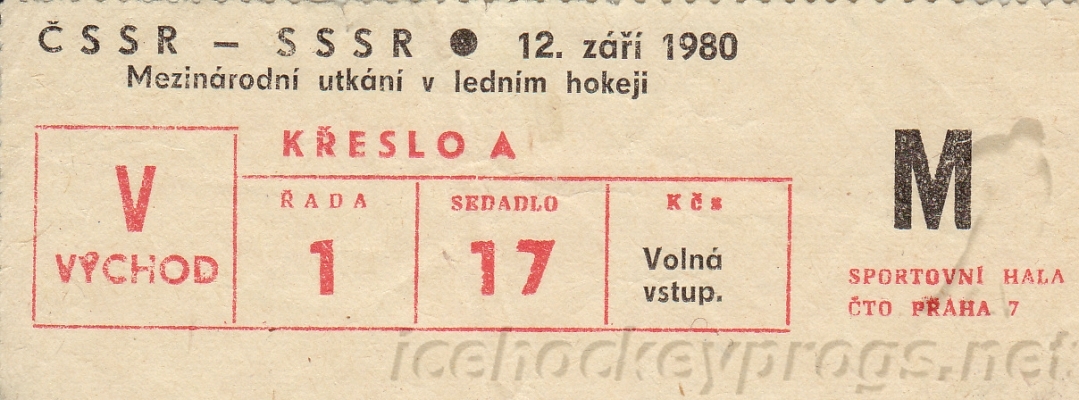 ČSSR – SSSR ● 12. září 1980
Mezinárodní utkání v ledním hokeji
KŘESLO A
V
VÝCHOD
ŘADA
1
SEDADLO
17
Kčs
Volná
vstup.
M
SPORTOVNÍ HALA
ČTO PRAHA 7
icehockeyprogs.net